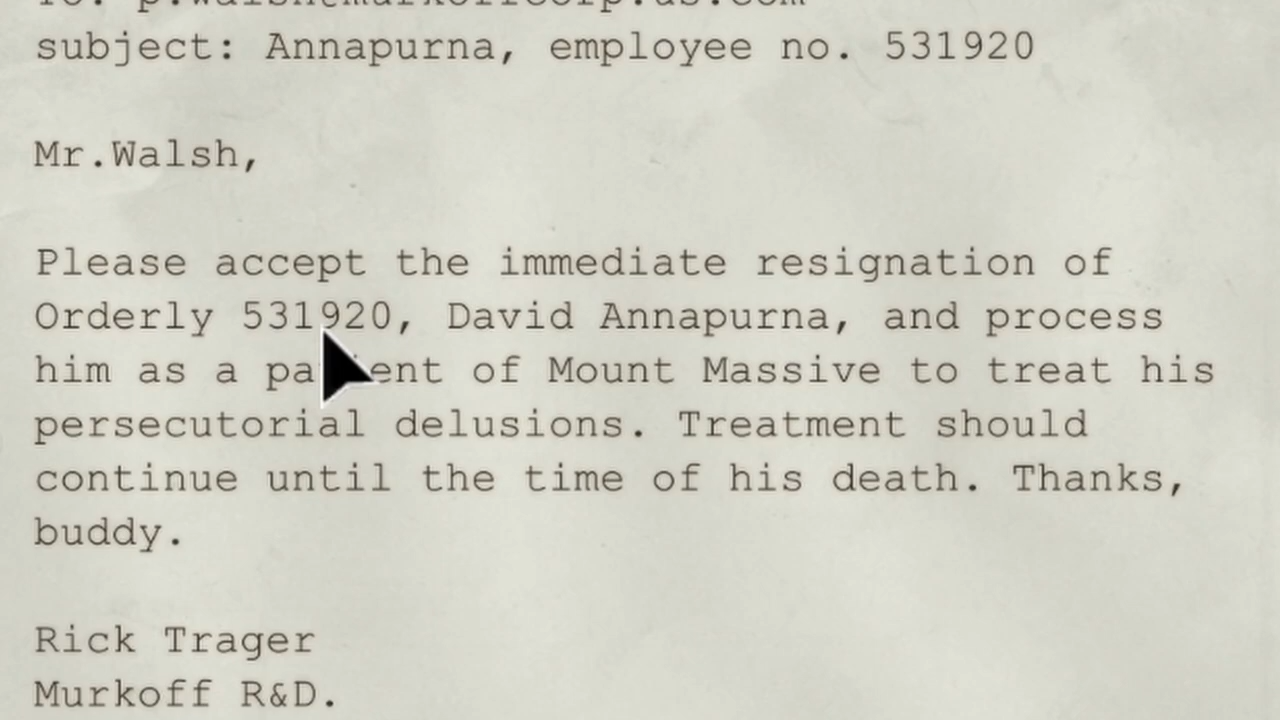 subject: Annapurna, employee no. 531920
Mr.Walsh,
Please accept the immediate resignation of
Orderly 531920, David Annapurna, and process
him as a of Mount Massive to treat his
persecutorial delusions. Treatment should
continue until the time of his death. Thanks,
buddy.
Rick Trager
Murkoff R&D.